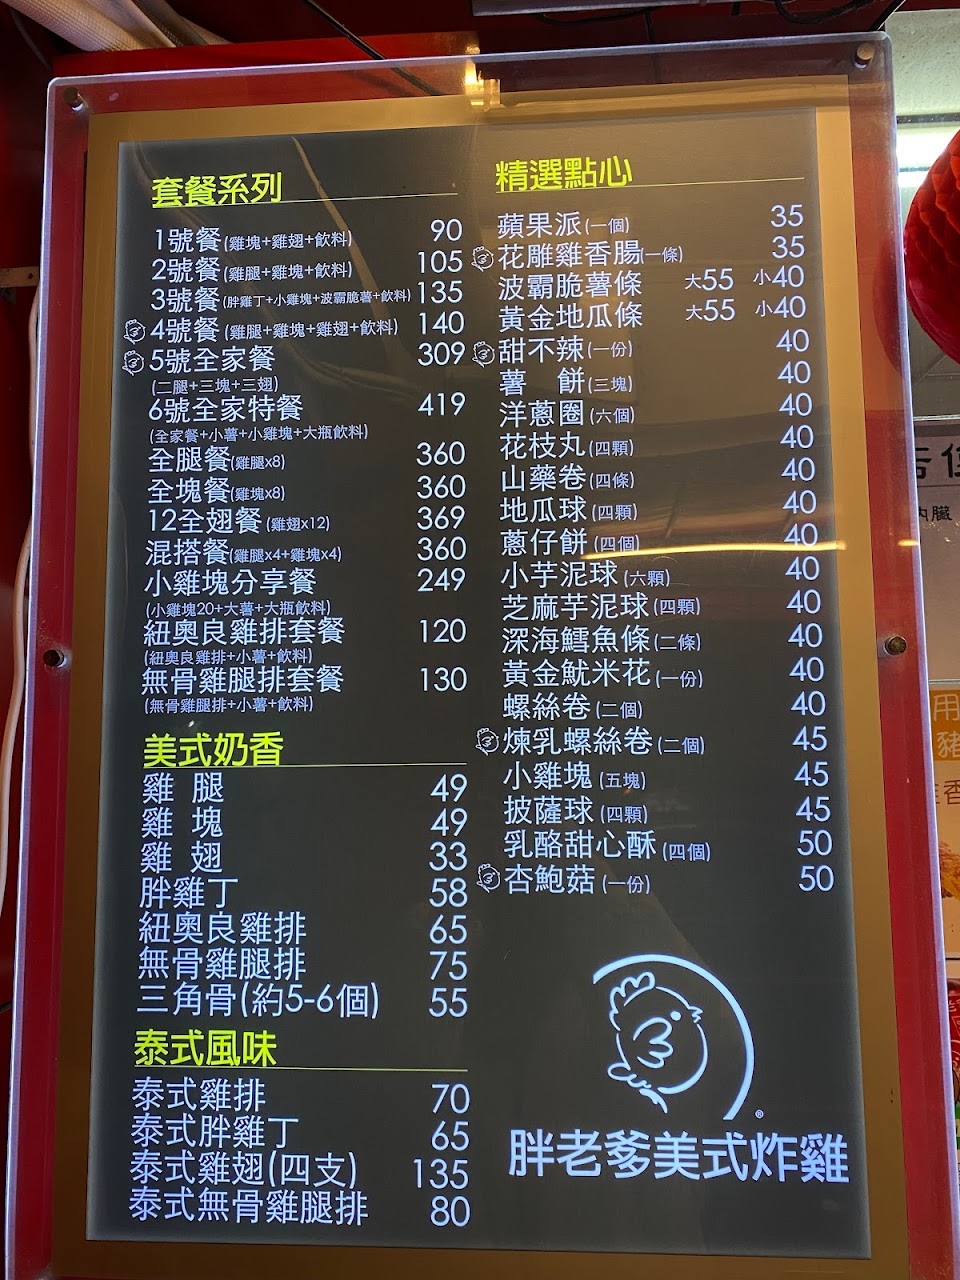 套餐系列
1號餐(雞塊+雞翅+飲料) 90
2號餐(雞腿+雞塊+飲料) 105
3號餐(胖雞丁+小雞塊+波霸脆薯+飲料) 135
4號餐(雞腿+雞塊+雞翅+飲料) 140
5號全家餐 309
(二腿+三塊+三翅)
6號全家特餐 419
(全家餐+小薯+小雞塊+大瓶飲料)
全腿餐(雞腿x8) 360
全塊餐(雞塊x8) 360
12全翅餐(雞翅x12) 369
混搭餐(雞腿x4+雞塊x4) 360
小雞塊分享餐 249
(小雞塊20+大薯+大瓶飲料)
紐奧良雞排套餐 120
(紐奧良雞排+小薯+飲料)
無骨雞腿排套餐 130
(無骨雞腿排+小薯+飲料)
美式奶香
雞 腿 49
雞 塊 49
雞 翅 33
胖雞丁 58
紐奧良雞排 65
無骨雞腿排 75
三角骨(約5-6個) 55
泰式風味
泰式雞排 70
泰式胖雞丁 65
泰式雞翅(四支) 135
泰式無骨雞腿排 80
精選點心
蘋果派(一個) 35
花雕雞香腸(一條) 35
波霸脆薯條 大55 小40
黃金地瓜條 大55 小40
甜不辣(一份) 40
薯 餅(三塊) 40
洋蔥圈(六個) 40
花枝丸(四顆) 40
山藥卷(四條) 40
地瓜球(四顆) 40
蔥仔餅(四個) 40
小芋泥球(六顆) 40
芝麻芋泥球(四顆) 40
深海鱈魚條(二條) 40
黃金魷米花(一份) 40
螺絲卷(二個) 40
煉乳螺絲卷(二個) 45
小雞塊(五塊) 45
披薩球(四顆) 45
乳酪甜心酥(四個) 50
杏鮑菇(一份) 50
®
胖老爹美式炸雞
內臟
用
豬
香